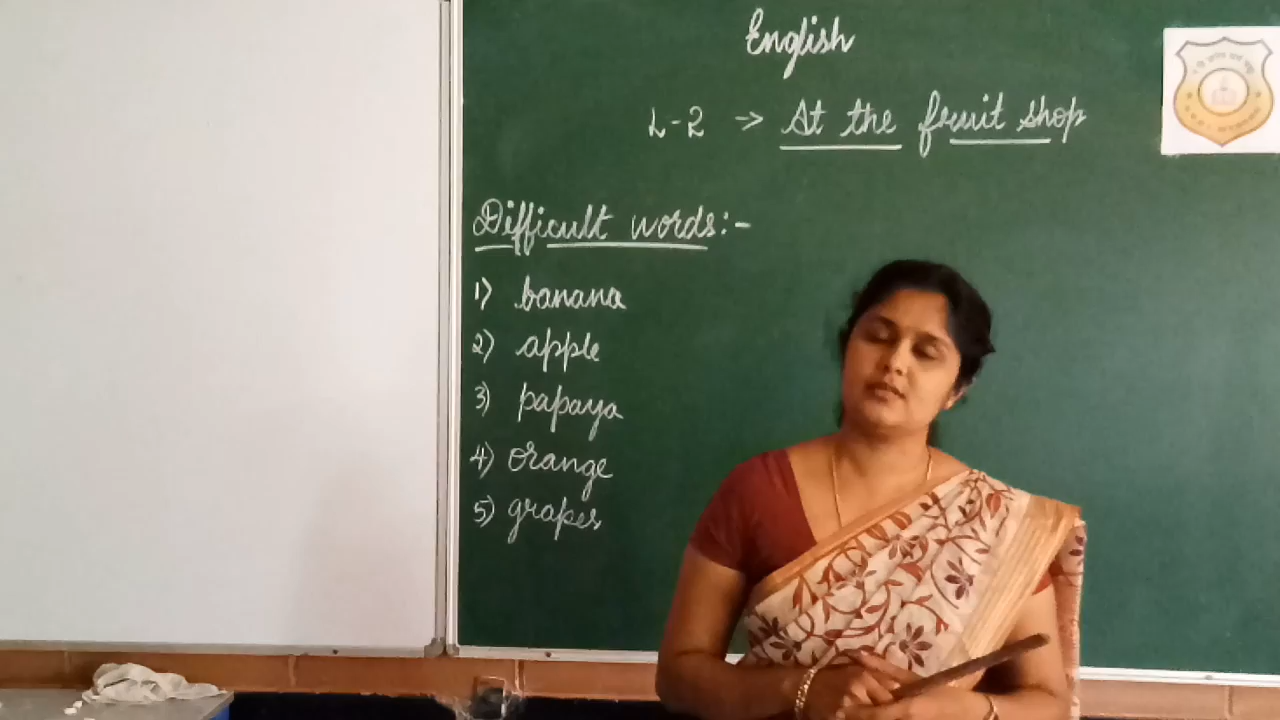 English
L-2 → At the fruit shop
Difficult words:-
1) banana
2) apple
3) papaya
4) orange
5) grapes